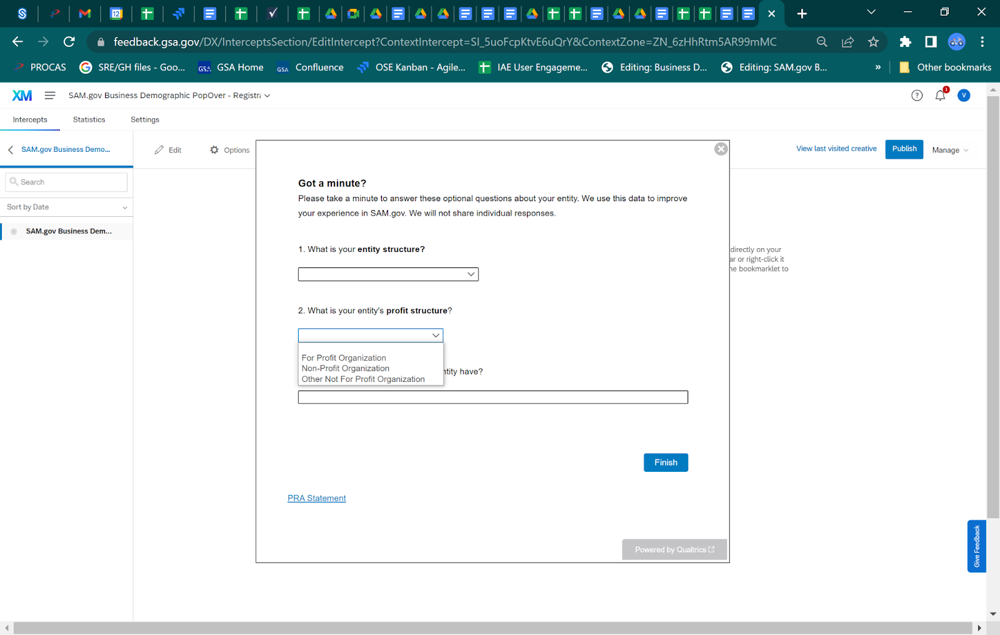 12
feedback.gsa.gov/DX/InterceptsSection/EditIntercept?ContextIntercept=SI_5uoFcpKtvE6uQrY&ContextZone=ZN_6zHhRtm5AR99mMC
PROCAS
SRE/GH files - Goo...
GSA
GSA Home
GSA
Confluence
OSE Kanban - Agile...
IAE User Engageme...
Editing: Business D...
Editing: SAM.gov B...
»
Other bookmarks
XM
SAM.gov Business Demographic PopOver - Registra
?
1
V
Intercepts
Statistics
Settings
SAM.gov Business Demo...
Edit
Options
View last visited creative
Publish
Manage
Search
Sort by Date
SAM.gov Business Dem...
Got a minute?
Please take a minute to answer these optional questions about your entity. We use this data to improve
your experience in SAM.gov. We will not share individual responses.
1. What is your entity structure?
directly on your
ar or right-click it
he bookmarklet to
2. What is your entity's profit structure?
For Profit Organization
Non-Profit Organization
Other Not For Profit Organization
ntity have?
Finish
PRA Statement
Powered by Qualtrics
Give Feedback